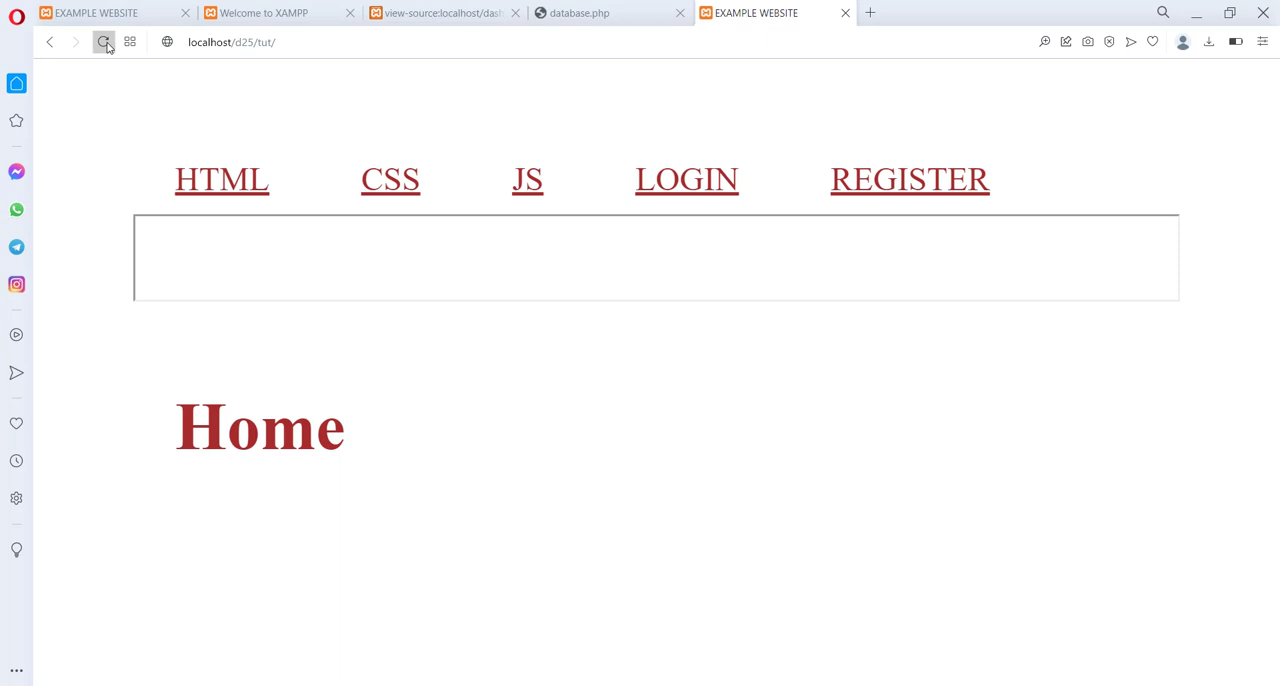 EXAMPLE WEBSITE
Welcome to XAMPP
view-source:localhost/dash
database.php
EXAMPLE WEBSITE
localhost/d25/tut/
HTML CSS JS LOGIN REGISTER
Home